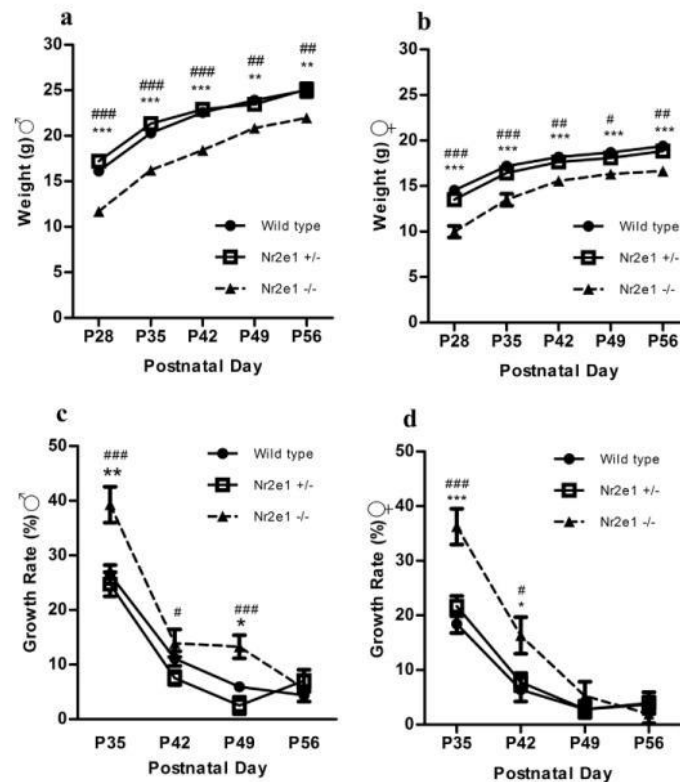 a
## 
### ### ### ##
### *** *** ** **
***
30
25
20
15
10
5
0
Weight (g) ♂
Wild type
Nr2e1 +/-
Nr2e1 -/-
P28 P35 P42 P49 P56
Postnatal Day
b
### ### ## # ##
*** *** *** *** ***
30
25
20
15
10
5
0
Weight (g) ♀
Wild type
Nr2e1 +/-
Nr2e1 -/-
P28 P35 P42 P49 P56
Postnatal Day
c
###
**
#
###
*
50
40
30
20
10
0
Growth Rate (%) ♂
Wild type
Nr2e1 +/-
Nr2e1 -/-
P35 P42 P49 P56
Postnatal Day
d
###
***
#
*
50
40
30
20
10
0
Growth Rate (%) ♀
Wild type
Nr2e1 +/-
Nr2e1 -/-
P35 P42 P49 P56
Postnatal Day